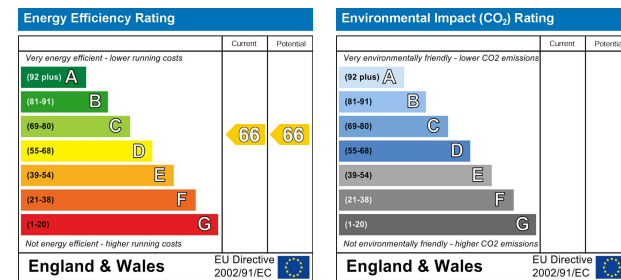 Energy Efficiency Rating
Current Potential
Very energy efficient - lower running costs
(92 plus) A
(81-91) B
(69-80) C
66 66
(55-68) D
(39-54) E
(21-38) F
(1-20) G
Not energy efficient - higher running costs
England & Wales
EU Directive
2002/91/EC
Environmental Impact (CO₂) Rating
Current Potential
Very environmentally friendly - lower CO2 emissions
(92 plus) A
(81-91) B
(69-80) C
(55-68) D
(39-54) E
(21-38) F
(1-20) G
Not environmentally friendly - higher CO2 emissions
England & Wales
EU Directive
2002/91/EC